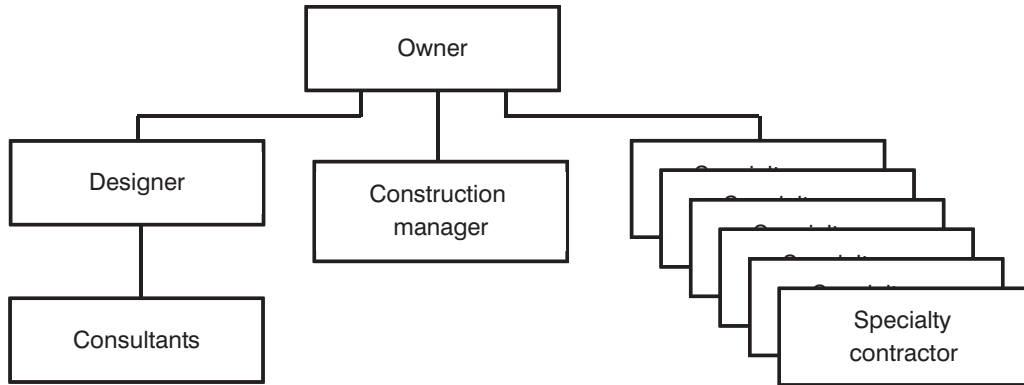 Owner
Designer
Construction
manager
Consultants
Specialty
contractor